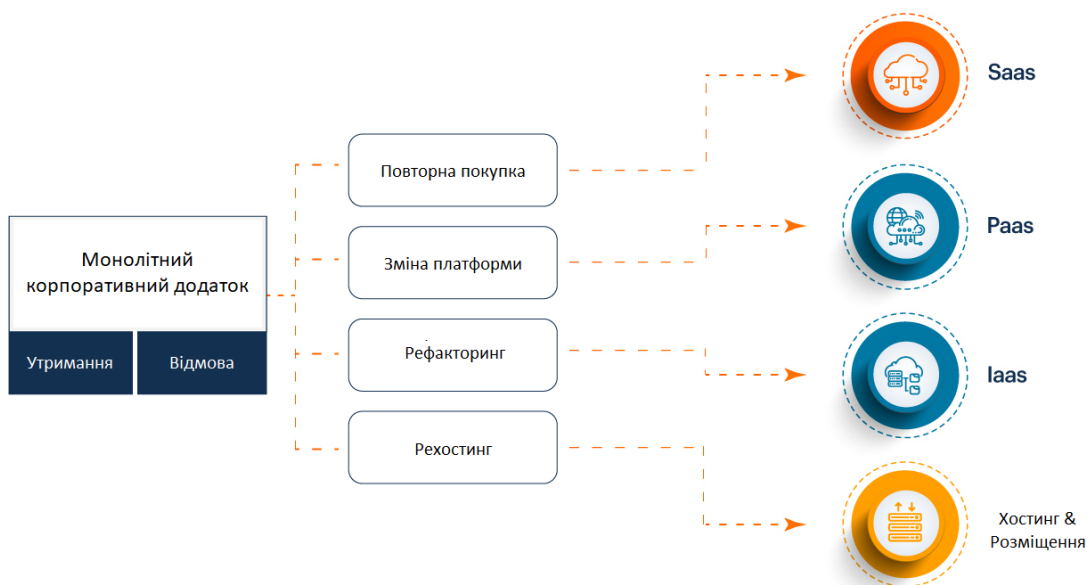 Saas
Повторна покупка
Paas
Монолітний
корпоративний додаток
Зміна платформи
Утримання
Відмова
Рефакторинг
Iaas
Рехостинг
Хостинг &
Розміщення